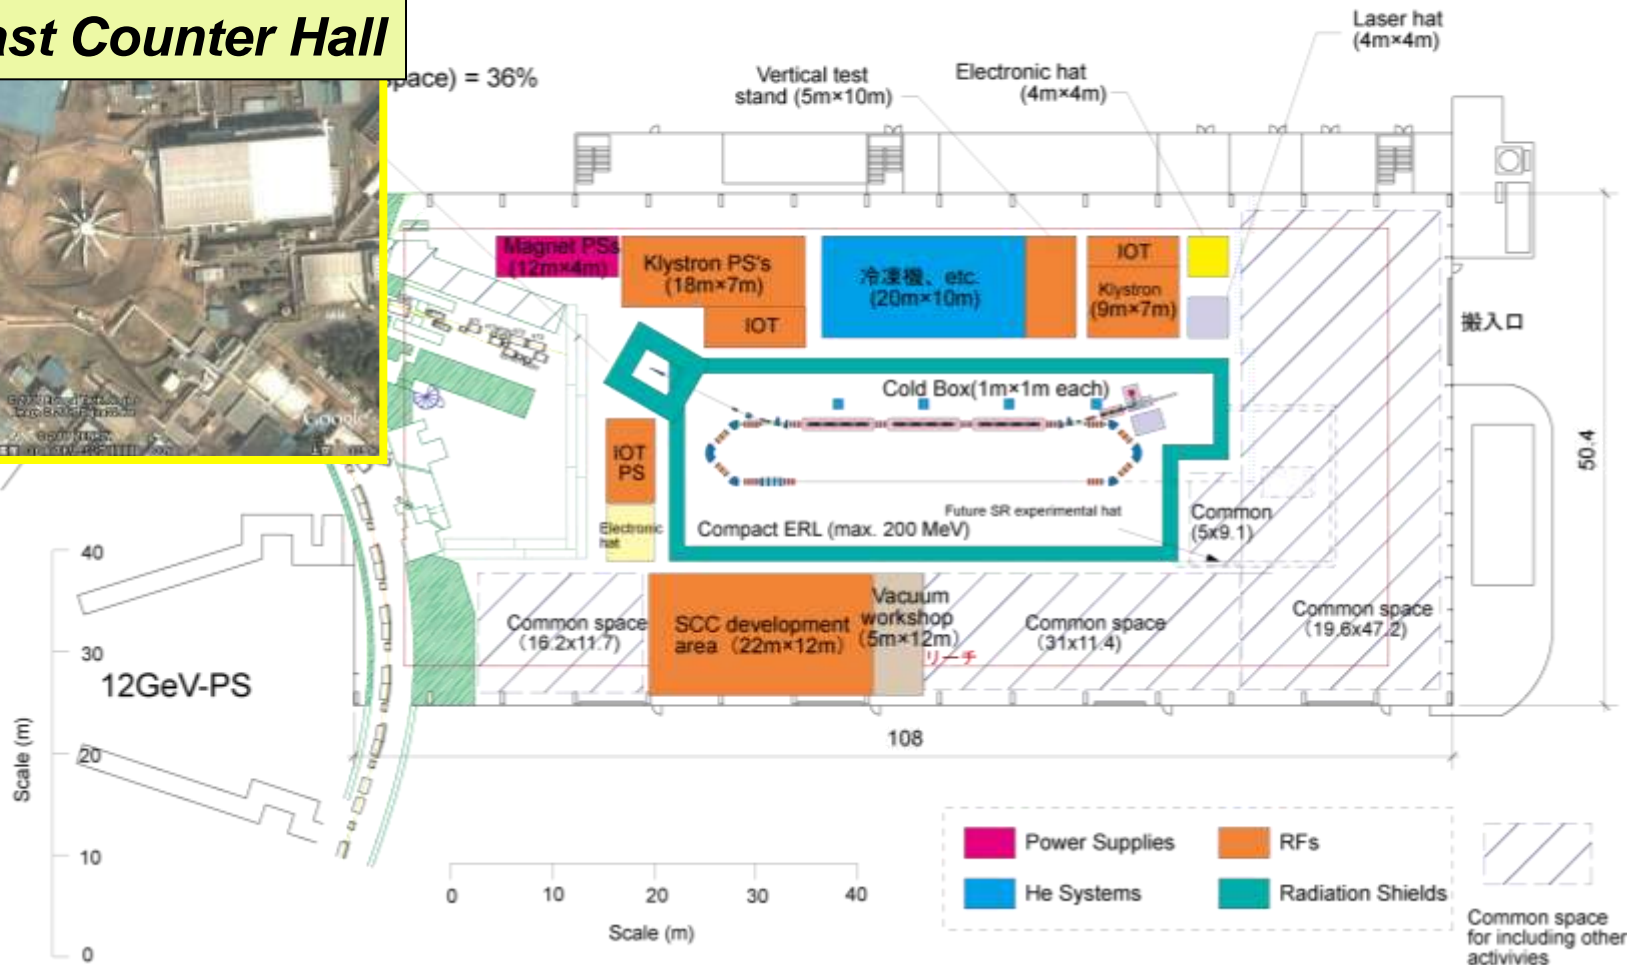 ast Counter Hall
space) = 36%
Vertical test
stand (5m×10m)
Electronic hat
(4m×4m)
Laser hat
(4m×4m)
Magnet PSs
(12m×4m)
Klystron PS's
(18m×7m)
IOT
冷凍機、etc.
(20m×10m)
IOT
Klystron
(9m×7m)
搬入口
Cold Box(1m×1m each)
IOT
PS
Electronic
hat
Future SR experimental hat
Compact ERL (max. 200 MeV)
Common
(5x9.1)
50.4
Common space
(16.2x11.7)
SCC development
area（22m×12m）
Vacuum
workshop
（5m×12m）
リーチ
Common space
(31x11.4)
Common space
（19.6x47.2）
12GeV-PS
108
Scale (m)
40
30
20
10
0
0
10
20
30
40
Scale (m)
Power Supplies
RFs
He Systems
Radiation Shields
Common space
for including other
activivies
Google